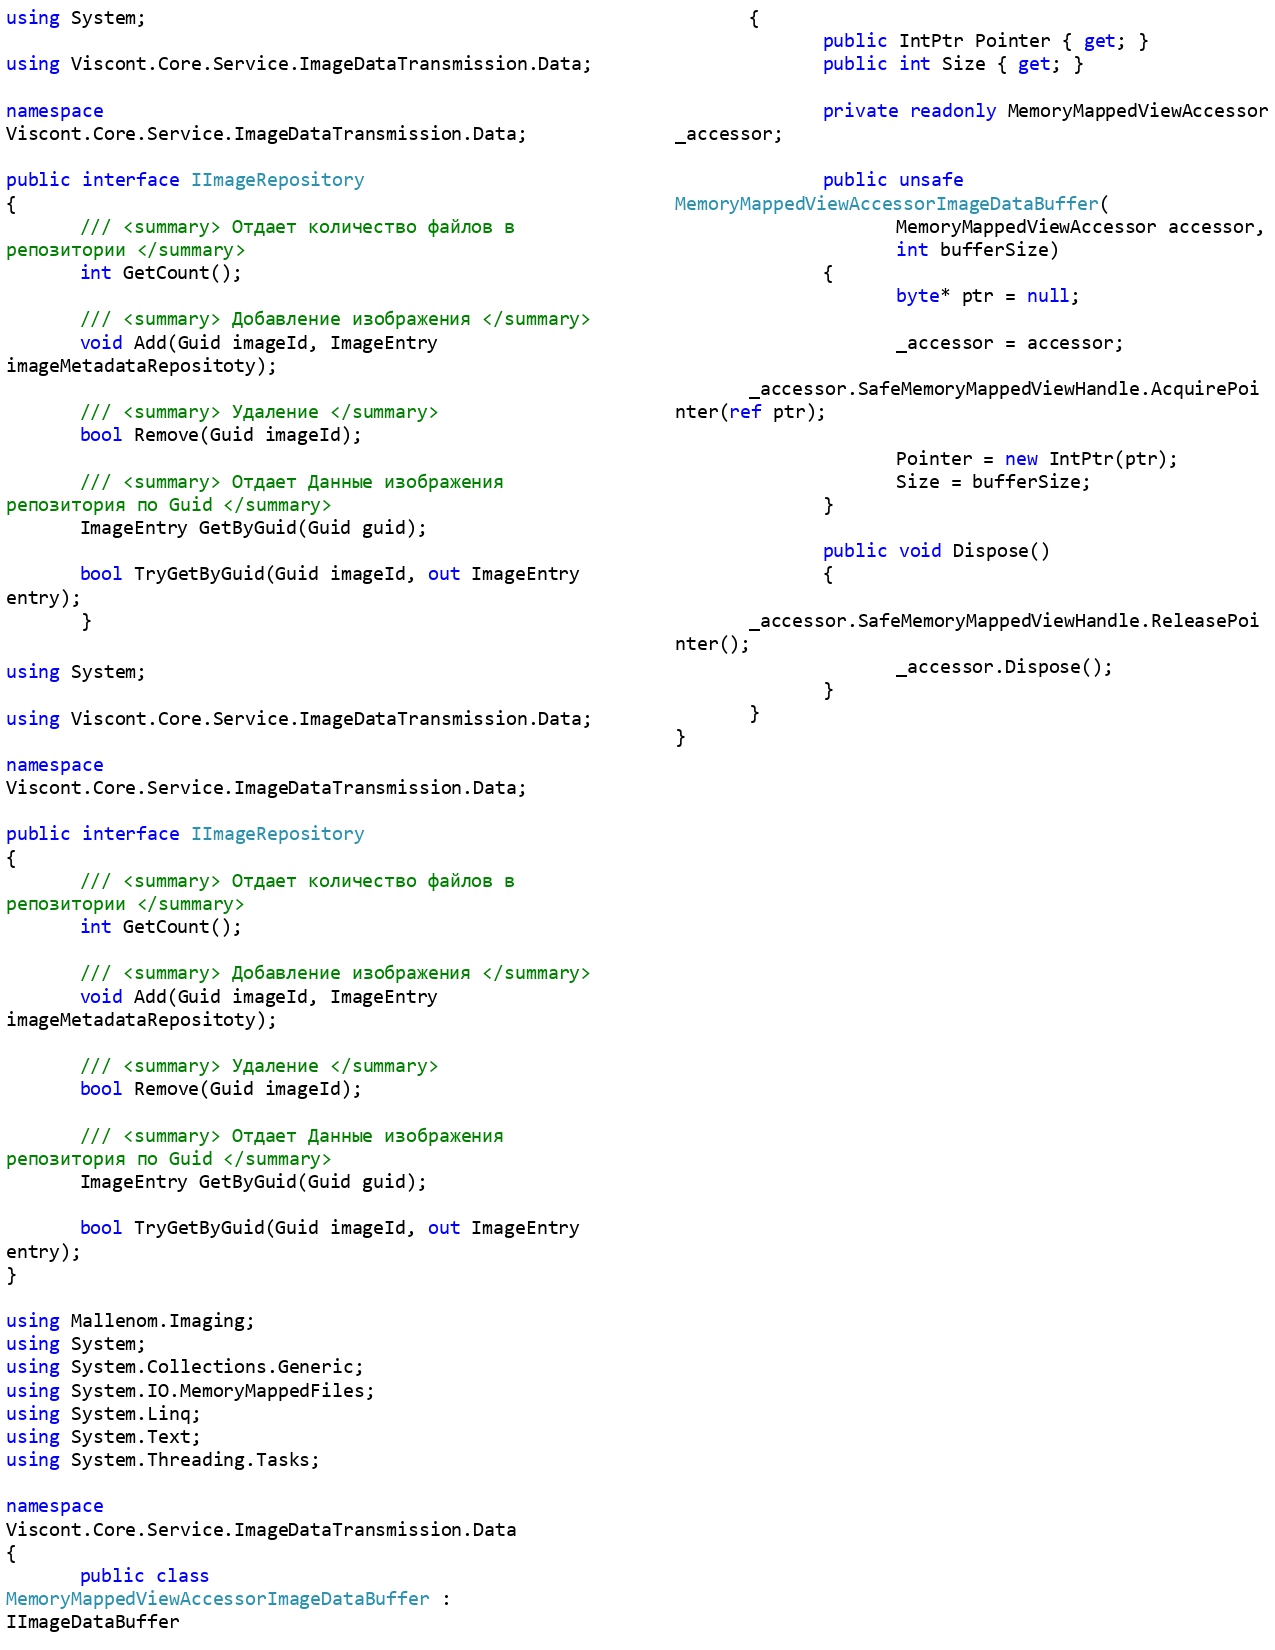 using System;
using Viscont.Core.Service.ImageDataTransmission.Data;
namespace
Viscont.Core.Service.ImageDataTransmission.Data;
public interface IImageRepository
{
/// <summary> Отдает количество файлов в
репозитории </summary>
int GetCount();
/// <summary> Добавление изображения </summary>
void Add(Guid imageId, ImageEntry
imageMetadataRepositoty);
/// <summary> Удаление </summary>
bool Remove(Guid imageId);
/// <summary> Отдает Данные изображения
репозитория по Guid </summary>
ImageEntry GetByGuid(Guid guid);
bool TryGetByGuid(Guid imageId, out ImageEntry
entry);
}
using System;
using Viscont.Core.Service.ImageDataTransmission.Data;
namespace
Viscont.Core.Service.ImageDataTransmission.Data;
public interface IImageRepository
{
/// <summary> Отдает количество файлов в
репозитории </summary>
int GetCount();
/// <summary> Добавление изображения </summary>
void Add(Guid imageId, ImageEntry
imageMetadataRepositoty);
/// <summary> Удаление </summary>
bool Remove(Guid imageId);
/// <summary> Отдает Данные изображения
репозитория по Guid </summary>
ImageEntry GetByGuid(Guid guid);
bool TryGetByGuid(Guid imageId, out ImageEntry
entry);
}
using Mallenom.Imaging;
using System;
using System.Collections.Generic;
using System.IO.MemoryMappedFiles;
using System.Linq;
using System.Text;
using System.Threading.Tasks;
namespace
Viscont.Core.Service.ImageDataTransmission.Data
{
public class
MemoryMappedViewAccessorImageDataBuffer :
IImageDataBuffer
{
public IntPtr Pointer { get; }
public int Size { get; }
private readonly MemoryMappedViewAccessor
_accessor;
public unsafe
MemoryMappedViewAccessorImageDataBuffer(
MemoryMappedViewAccessor accessor,
int bufferSize)
{
byte* ptr = null;
_accessor = accessor;
_accessor.SafeMemoryMappedViewHandle.AcquirePoi
nter(ref ptr);
Pointer = new IntPtr(ptr);
Size = bufferSize;
}
public void Dispose()
{
_accessor.SafeMemoryMappedViewHandle.ReleasePoi
nter();
_accessor.Dispose();
}
}
}